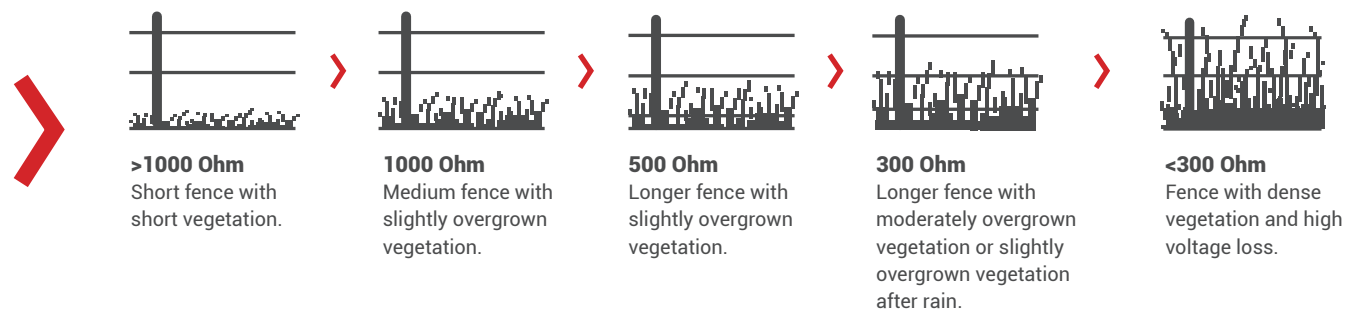 >1000 Ohm
Short fence with
short vegetation.
1000 Ohm
Medium fence with
slightly overgrown
vegetation.
500 Ohm
Longer fence with
slightly overgrown
vegetation.
300 Ohm
Longer fence with
moderately overgrown
vegetation or slightly
overgrown vegetation
after rain.
<300 Ohm
Fence with dense
vegetation and high
voltage loss.